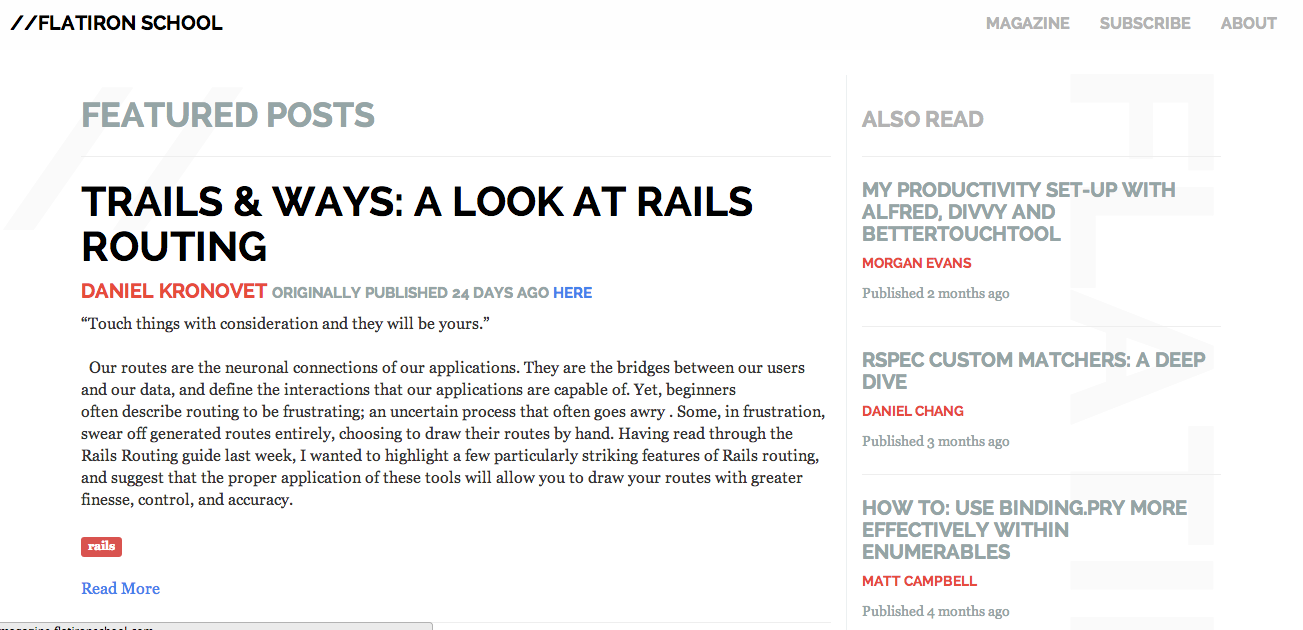 //FLATIRON SCHOOL
MAGAZINE SUBSCRIBE ABOUT
FEATURED POSTS
TRAILS & WAYS: A LOOK AT RAILS
ROUTING
DANIEL KRONOVET ORIGINALLY PUBLISHED 24 DAYS AGO HERE
“Touch things with consideration and they will be yours.”
Our routes are the neuronal connections of our applications. They are the bridges between our users
and our data, and define the interactions that our applications are capable of. Yet, beginners
often describe routing to be frustrating; an uncertain process that often goes awry . Some, in frustration,
swear off generated routes entirely, choosing to draw their routes by hand. Having read through the
Rails Routing guide last week, I wanted to highlight a few particularly striking features of Rails routing,
and suggest that the proper application of these tools will allow you to draw your routes with greater
finesse, control, and accuracy.
rails
Read More
ALSO READ
MY PRODUCTIVITY SET-UP WITH
ALFRED, DIVVY AND
BETTERTOUCHTOOL
MORGAN EVANS
Published 2 months ago
RSPEC CUSTOM MATCHERS: A DEEP
DIVE
DANIEL CHANG
Published 3 months ago
HOW TO: USE BINDING.PRY MORE
EFFECTIVELY WITHIN
ENUMERABLES
MATT CAMPBELL
Published 4 months ago
//
FLATI